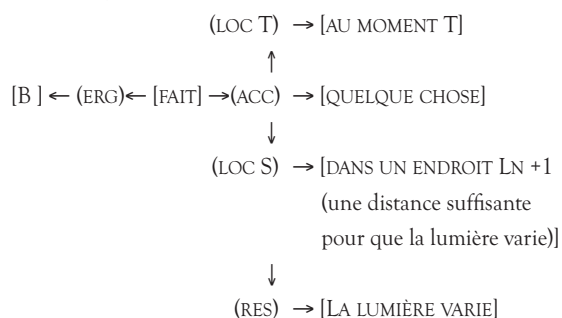 (LOC T) → [AU MOMENT T]
↑
[B ] ← (ERG)← [FAIT] →(ACC) → [QUELQUE CHOSE]
↓
(LOC S) → [DANS UN ENDROIT LN +1
(une distance suffisante
pour que la lumière varie)]
↓
(RES) → [LA LUMIÈRE VARIE]